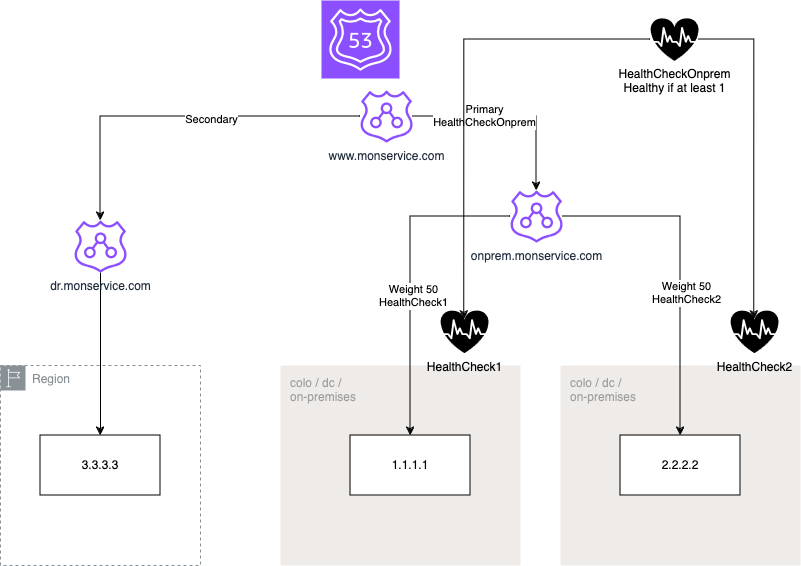 53
HealthCheckOnprem
Healthy if at least 1
Secondary
Primary
HealthCheckOnprem
www.monservice.com
onprem.monservice.com
dr.monservice.com
Weight 50
HealthCheck1
Weight 50
HealthCheck2
HealthCheck1
HealthCheck2
Region
colo / dc /
on-premises
colo / dc /
on-premises
3.3.3.3
1.1.1.1
2.2.2.2